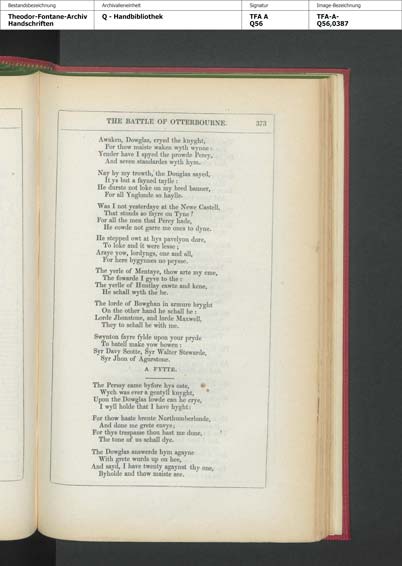 Bestandsbezeichnung
Archivalieneinheit
Signatur
Image-Bezeichnung
Theodor-Fontane-Archiv
Handschriften
Q - Handbibliothek
TFA A
Q56
TFA-A-
Q56,0387
THE BATTLE OF OTTERBOURNE. 373
Awaken, Dowglas, cryed the knyght,
For thow maiste waken wyth wynne:
Yender have I spyed the prowde Percy,
And seven standardes wyth hym.
Nay by my trowth, the Douglas sayed,
It ys but a fayned taylle:
He durste not loke on my bred banner,
For all Ynglonde so haylle.
Was I not yesterdaye at the Newe Castell,
That stonds so fayre on Tyne?
For all the men that Percy hade,
He cowde not garre me ones to dyne.
He stepped owt at hys pavelyon dore,
To loke and it were lesse;
Araye yow, lordyngs, one and all,
For here bygynnes no peysse.
The yerle of Mentaye, thow arte my eme,
The fowarde I gyve to the:
The yerlle of Huntlay cawte and kene,
He schall wyth the be.
The lorde of Bowghan in armure bryght
On the other hand he schall be:
Lorde Jhonstone, and lorde Maxwell,
They to schall be with me.
Swynton fayre fylde upon your pryde
To batell make yow bowen:
Syr Davy Scotte, Syr Walter Stewarde,
Syr Jhon of Agurstone.
A FYTTE.
The Perssy came byfore hys oste,
Wych was ever a gentyll knyght,
Upon the Dowglas lowde can he crye,
I wyll holde that I have hyght:
For thow haste brente Northumberlonde,
And done me grete envye;
For thys trespasse thou hast me done,
The tone of us schall dye.
The Dowglas answerde hym agayne
With grete wurds up on hee,
And sayd, I have twenty agaynst thy one,
Byholde and thow maiste see.